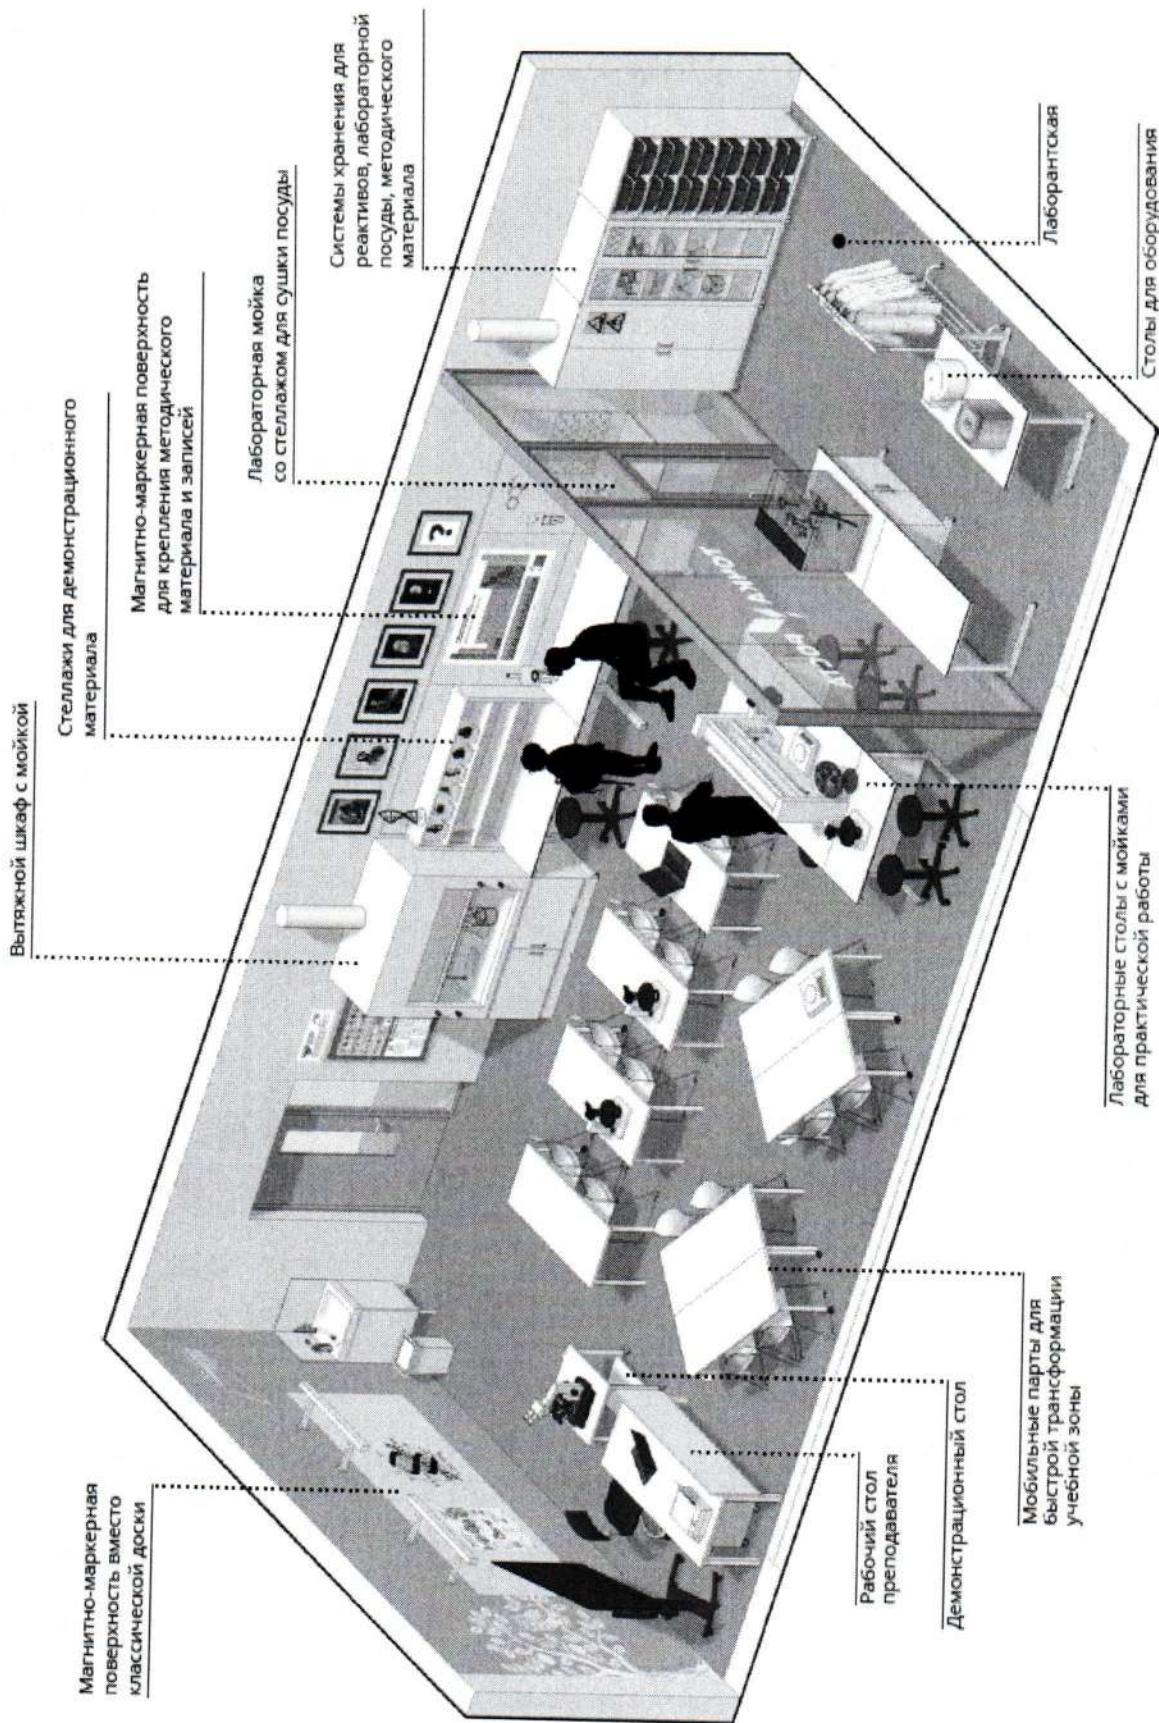 Магнитно-маркерная
поверхность вместо
классической доски
Вытяжной шкаф с мойкой
Стеллажи для демонстрационного
материала
Магнитно-маркерная поверхность
для крепления методического
материала и записей
Лабораторная мойка
со стеллажом для сушки посуды
Системы хранения для
реактивов, лабораторной
посуды, методического
материала
?
Рабочий стол
преподавателя
Демонстрационный стол
Мобильные парты для
быстрой трансформации
учебной зоны
Лабораторные столы с мойками
для практической работы
Столы для оборудования
Лаборантская